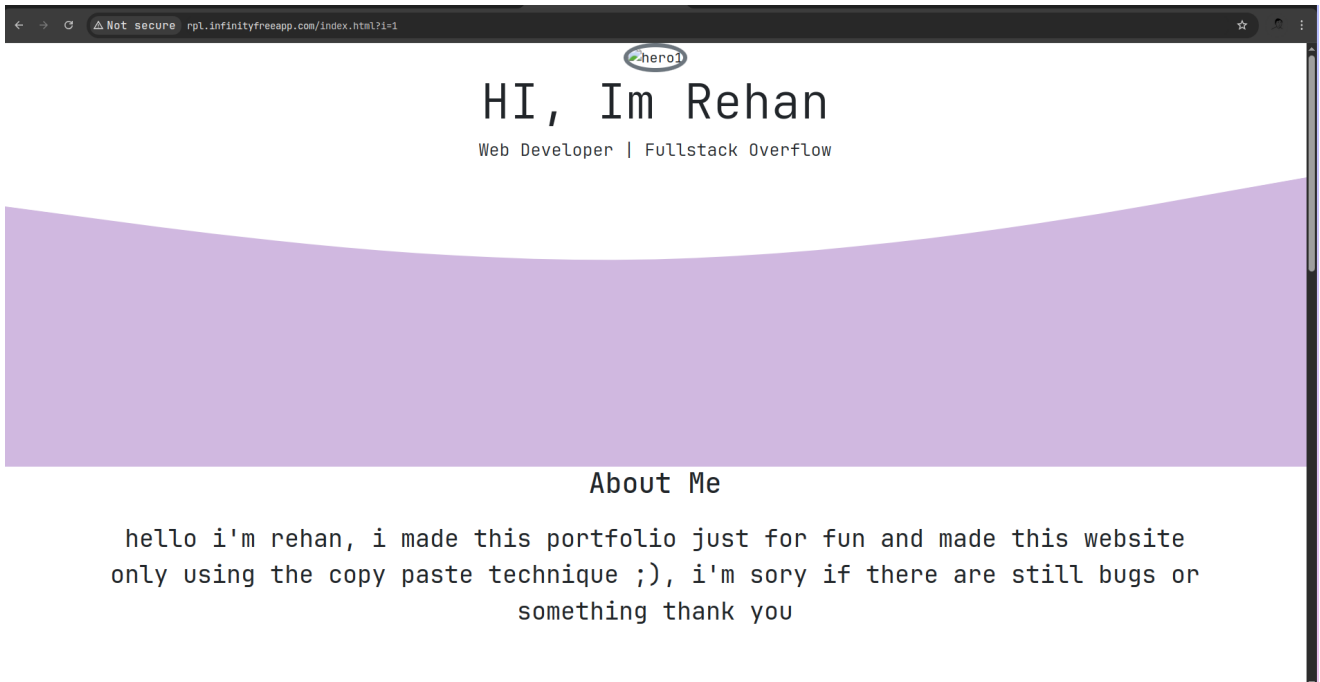 Not secure rpl.infinityfreeapp.com/index.html?i=1
hero1
HI, Im Rehan
Web Developer | Fullstack Overflow
About Me
hello i'm rehan, i made this portfolio just for fun and made this website
only using the copy paste technique ;), i'm sory if there are still bugs or
something thank you